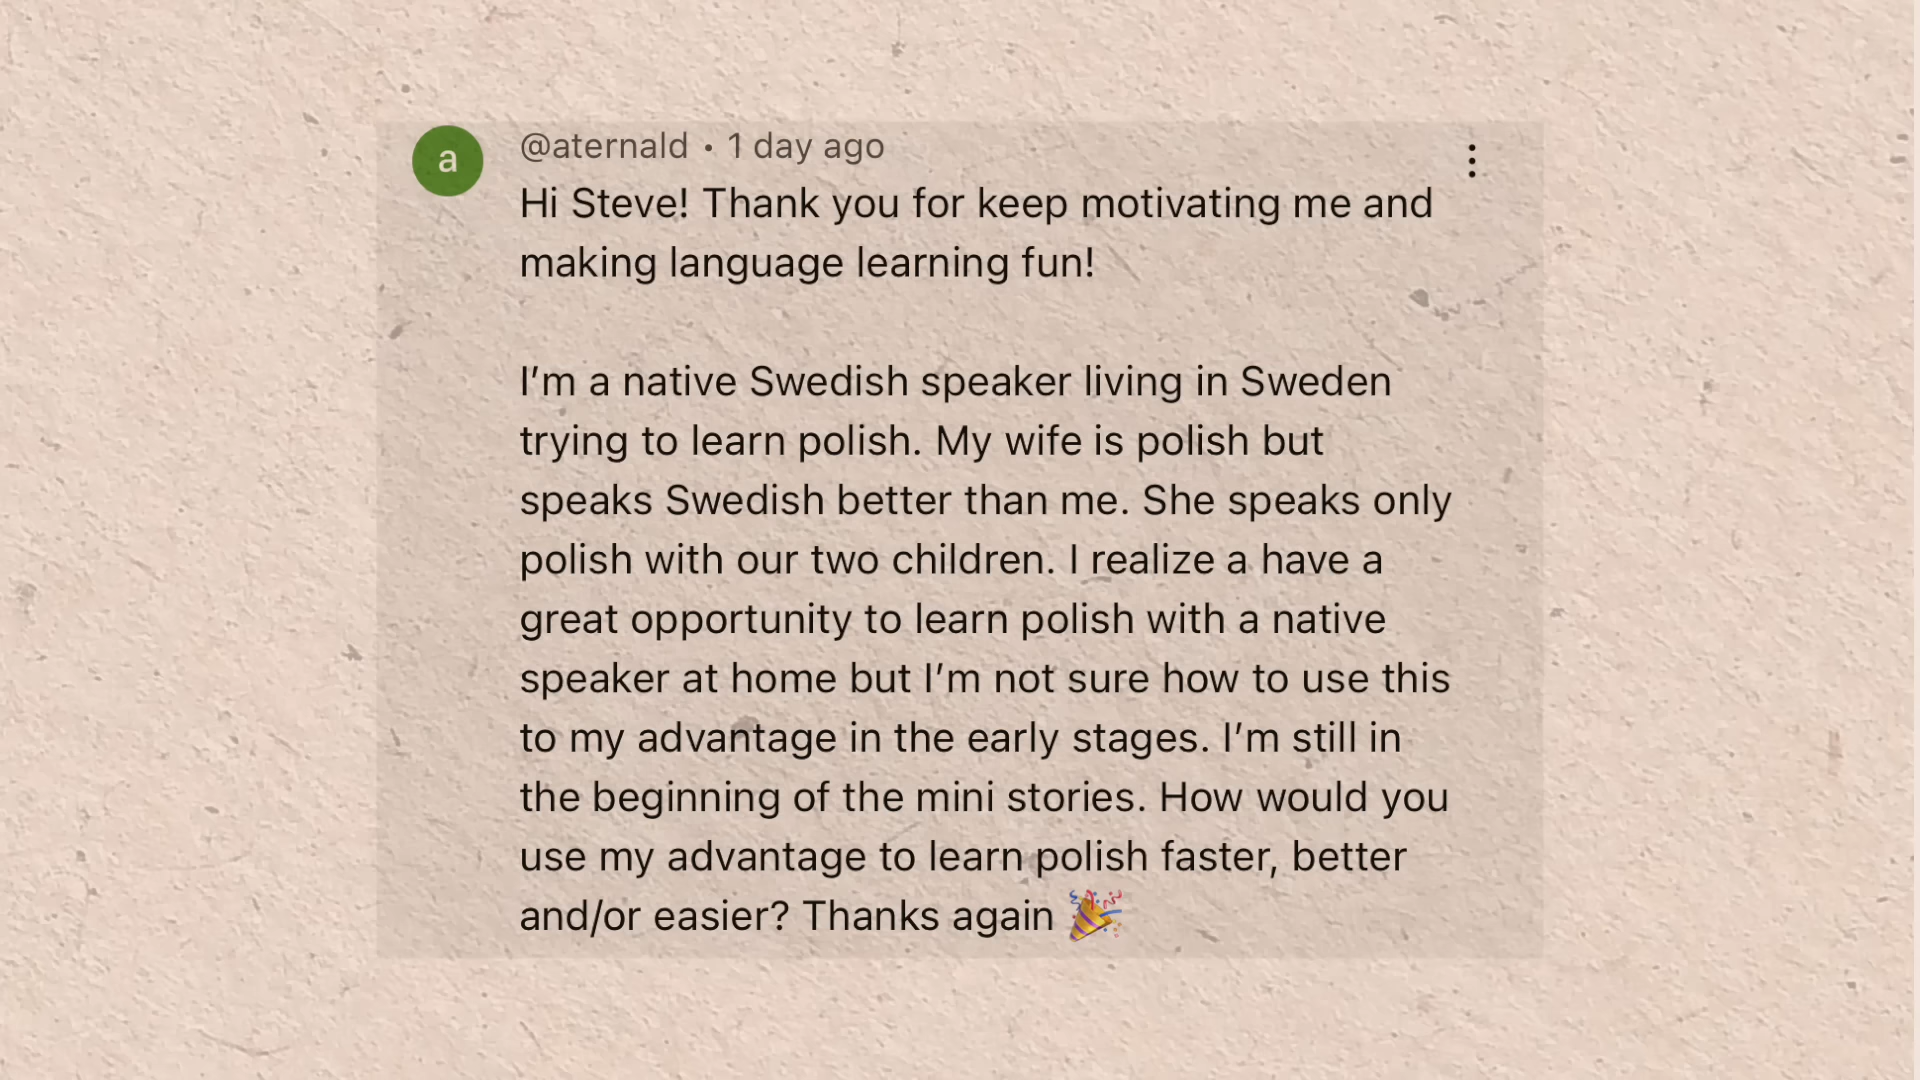 a
@aternald • 1 day ago
Hi Steve! Thank you for keep motivating me and
making language learning fun!
I'm a native Swedish speaker living in Sweden
trying to learn polish. My wife is polish but
speaks Swedish better than me. She speaks only
polish with our two children. I realize a have a
great opportunity to learn polish with a native
speaker at home but I'm not sure how to use this
to my advantage in the early stages. I'm still in
the beginning of the mini stories. How would you
use my advantage to learn polish faster, better
and/or easier? Thanks again 🎉